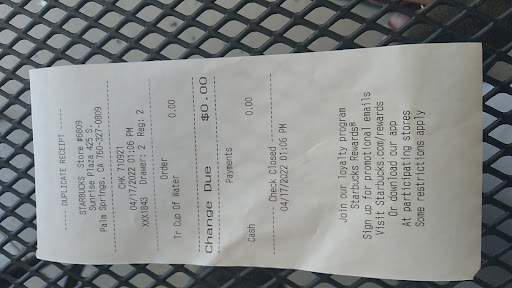 DUPLICATE RECEIPT
STARBUCKS Store #6809
Sunrise Plaza 425 S.
Palm Springs, CA 760-327-0809
CHK 710921
04/17/2022 01:06 PM
XXX1843 Drawer: 2 Reg: 2
Order
Tr Cup Of Water 0.00
Change Due $0.00
Payments
Cash 0.00
Check Closed
04/17/2022 01:06 PM
Join our loyalty program
Starbucks Rewards®
Sign up for promotional emails
Visit Starbucks.com/rewards
Or download our app
At participating stores
Some restrictions apply